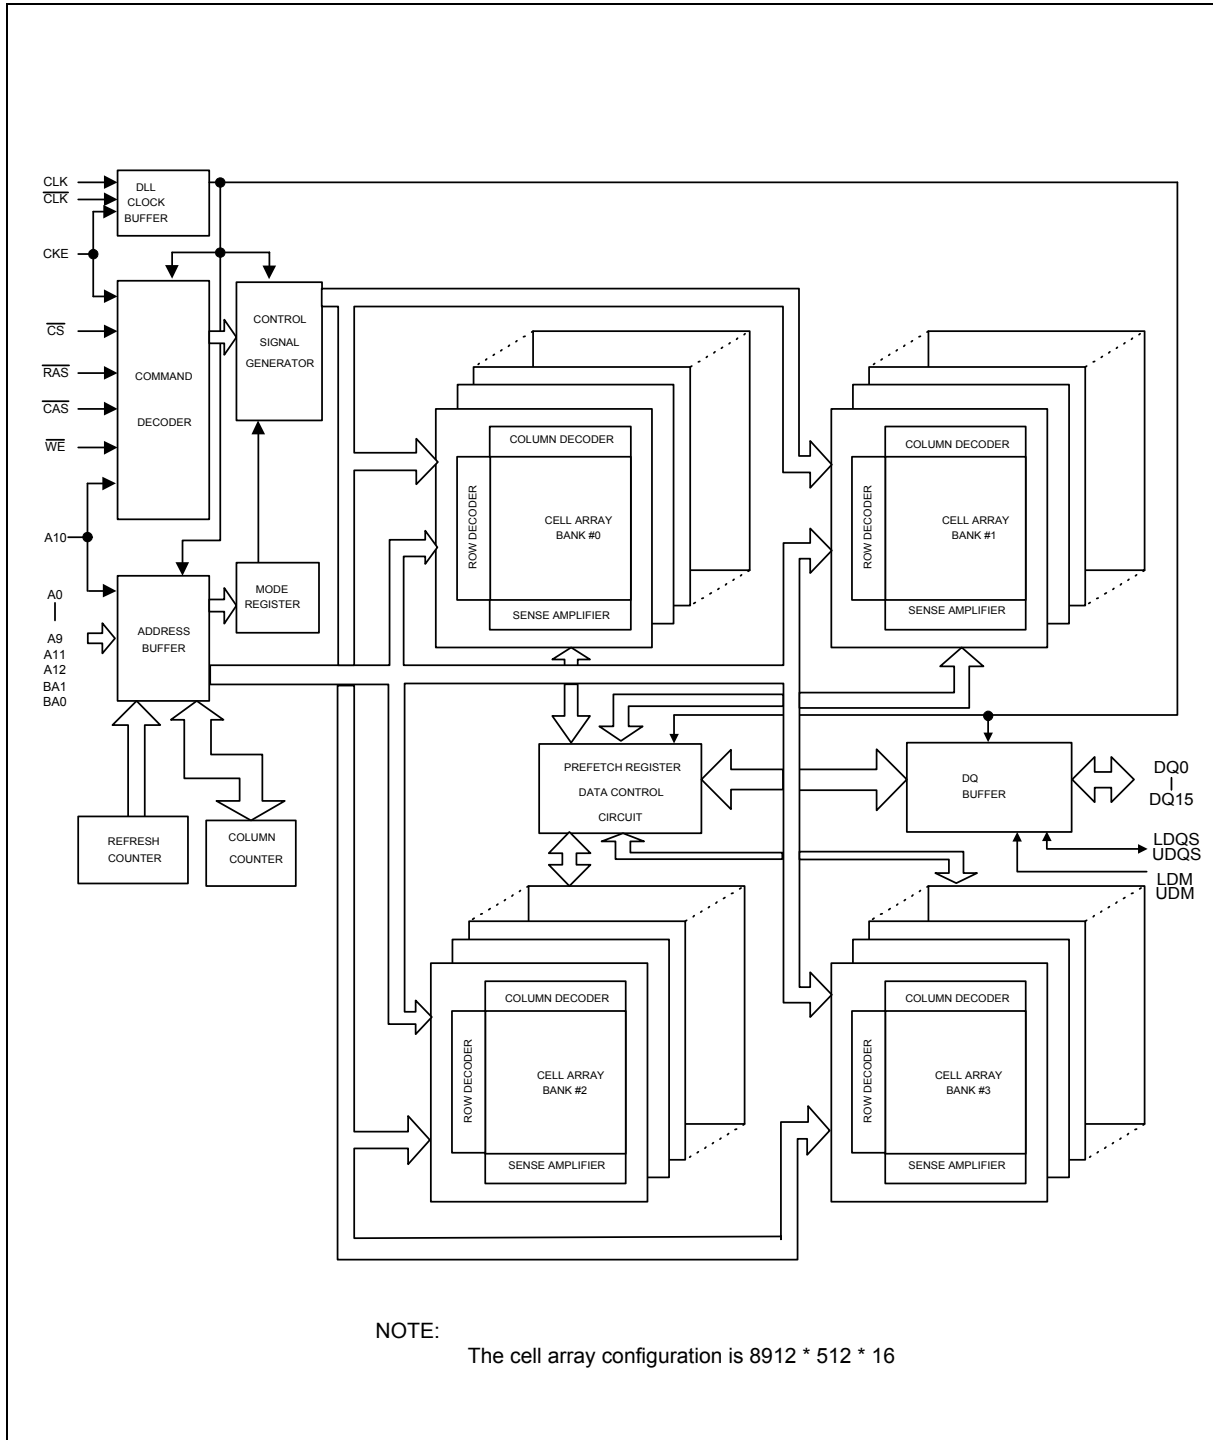 CLK
CLK
CKE
CS
RAS
CAS
WE
A10
A0
A9
A11
A12
BA1
BA0
DLL
CLOCK
BUFFER
COMMAND
DECODER
CONTROL
SIGNAL
GENERATOR
ADDRESS
BUFFER
MODE
REGISTER
REFRESH
COUNTER
COLUMN
COUNTER
COLUMN DECODER
ROW DECODER
CELL ARRAY
BANK #0
SENSE AMPLIFIER
COLUMN DECODER
ROW DECODER
CELL ARRAY
BANK #1
SENSE AMPLIFIER
PREFETCH REGISTER
DATA CONTROL
CIRCUIT
DQ
BUFFER
DQ0
DQ15
LDQS
UDQS
LDM
UDM
COLUMN DECODER
ROW DECODER
CELL ARRAY
BANK #2
SENSE AMPLIFIER
COLUMN DECODER
ROW DECODER
CELL ARRAY
BANK #3
SENSE AMPLIFIER
NOTE:
The cell array configuration is 8912 * 512 * 16